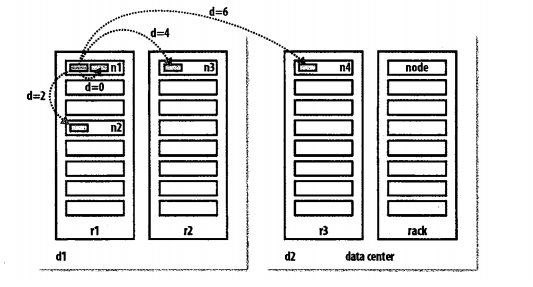 d=6
d=4
n1
n3
n4
node
d=0
d=2
n2
r1
r2
r3
rack
d1
d2
data center